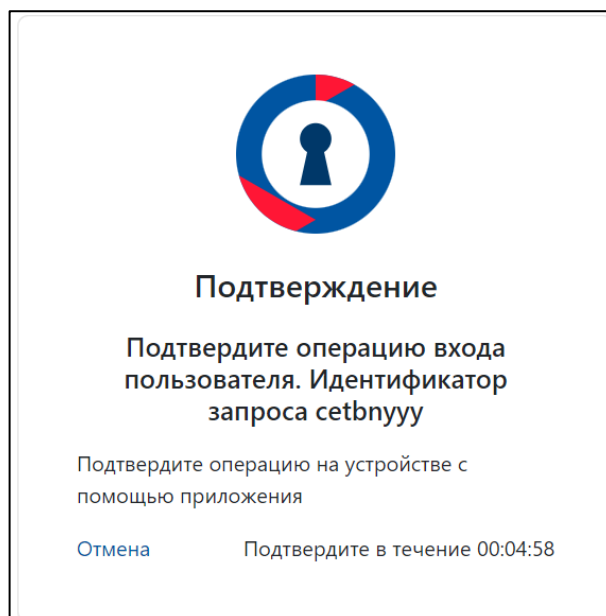 Подтверждение
Подтвердите операцию входа
пользователя. Идентификатор
запроса cetbnyyy
Подтвердите операцию на устройстве с
помощью приложения
Отмена Подтвердите в течение 00:04:58